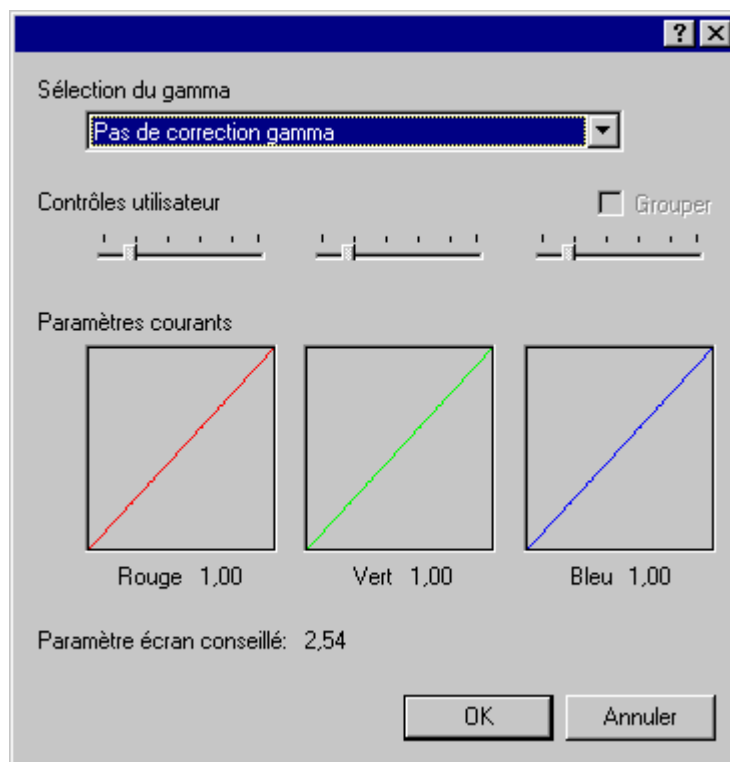 Sélection du gamma
Pas de correction gamma
Contrôles utilisateur
Grouper
Paramètres courants
Rouge 1,00
Vert 1,00
Bleu 1,00
Paramètre écran conseillé: 2,54
OK
Annuler